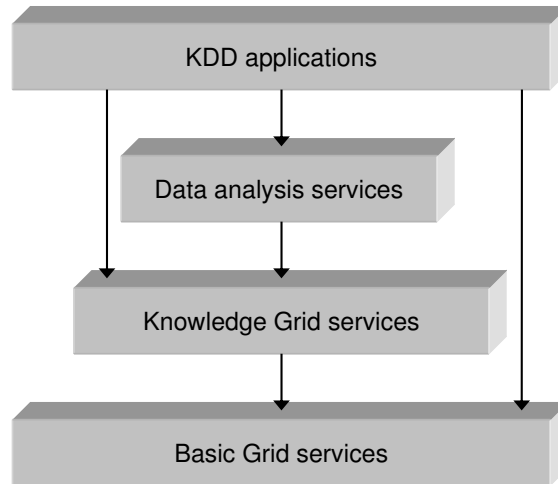 KDD applications
Data analysis services
Knowledge Grid services
Basic Grid services